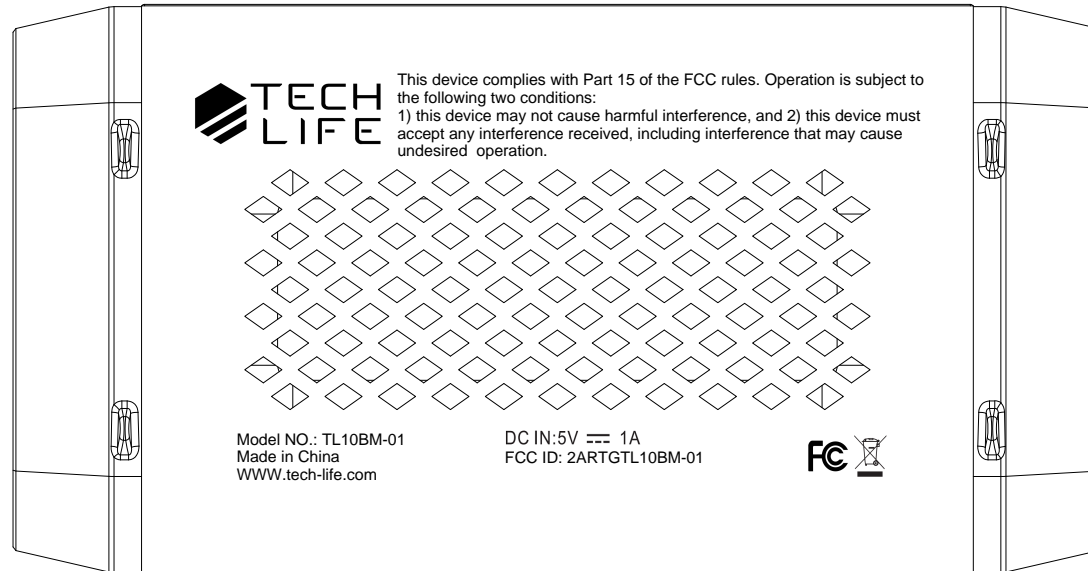 TECH
LIFE
This device complies with Part 15 of the FCC rules. Operation is subject to
the following two conditions:
1) this device may not cause harmful interference, and 2) this device must
accept any interference received, including interference that may cause
undesired operation.
Model NO.: TL10BM-01
Made in China
WWW.tech-life.com
DC IN:5V ⎓ 1A
FCC ID: 2ARTGTL10BM-01
FC